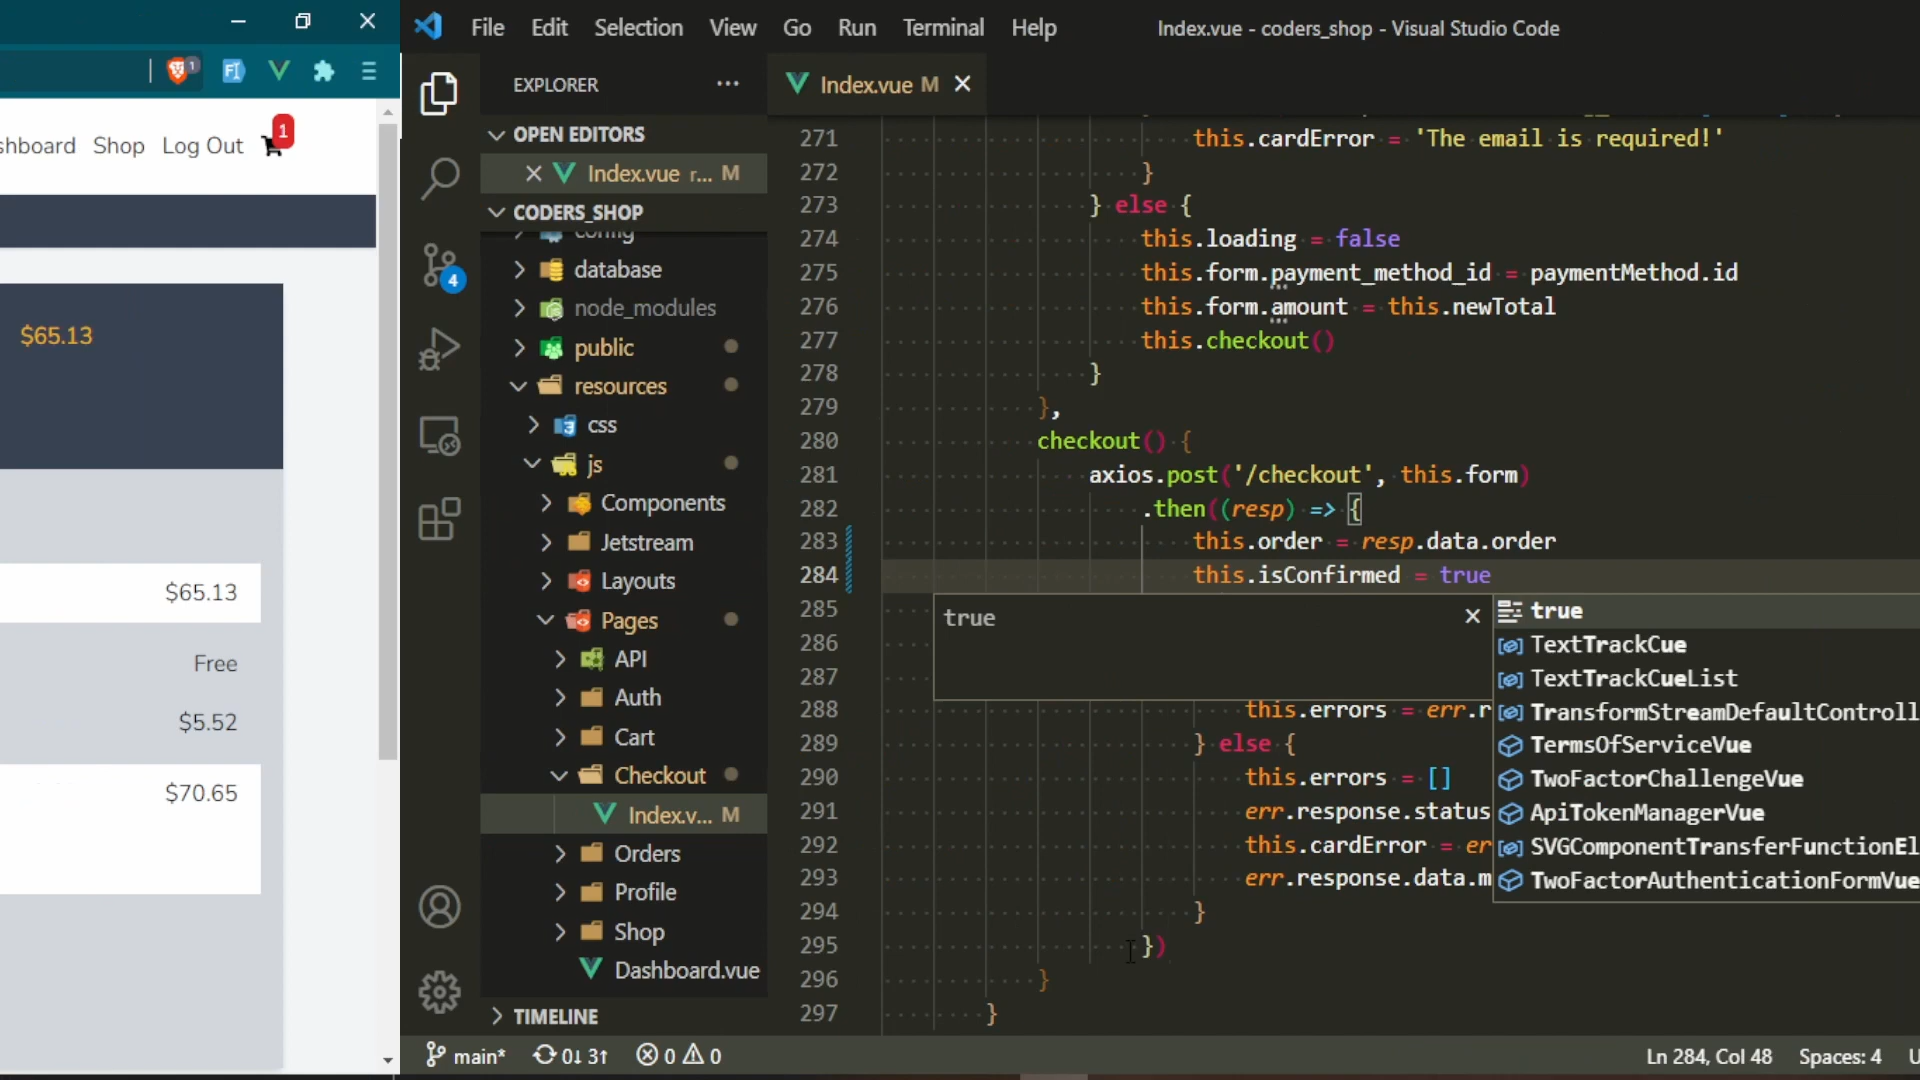 File Edit Selection View Go Run Terminal Help
Index.vue - coders_shop - Visual Studio Code
1
shboard Shop Log Out 1
$65.13
$65.13
Free
$5.52
$70.65
EXPLORER
OPEN EDITORS
Index.vue r... M
CODERS_SHOP
config
database
node_modules
public
resources
css
js
Components
Jetstream
Layouts
Pages
API
Auth
Cart
Checkout
Index.v... M
Orders
Profile
Shop
Dashboard.vue
TIMELINE
4
Index.vue M
271 this.cardError = 'The email is required!'
272 }
273 } else {
274 this.loading = false
275 this.form.payment_method_id = paymentMethod.id
276 this.form.amount = this.newTotal
277 this.checkout()
278 }
279 },
280 checkout() {
281 axios.post('/checkout', this.form)
282 .then((resp) => {
283 this.order = resp.data.order
284 this.isConfirmed = true
285
286
287
288 this.errors = err.r
289 } else {
290 this.errors = []
291 err.response.status
292 this.cardError = er
293 err.response.data.m
294 }
295 })
296 }
297 }
true
true
TextTrackCue
TextTrackCueList
TransformStreamDefaultControll
TermsOfServiceVue
TwoFactorChallengeVue
ApiTokenManagerVue
SVGComponentTransferFunctionEl
TwoFactorAuthenticationFormVue
main* 0↓ 3↑ 0 0
Ln 284, Col 48 Spaces: 4 U